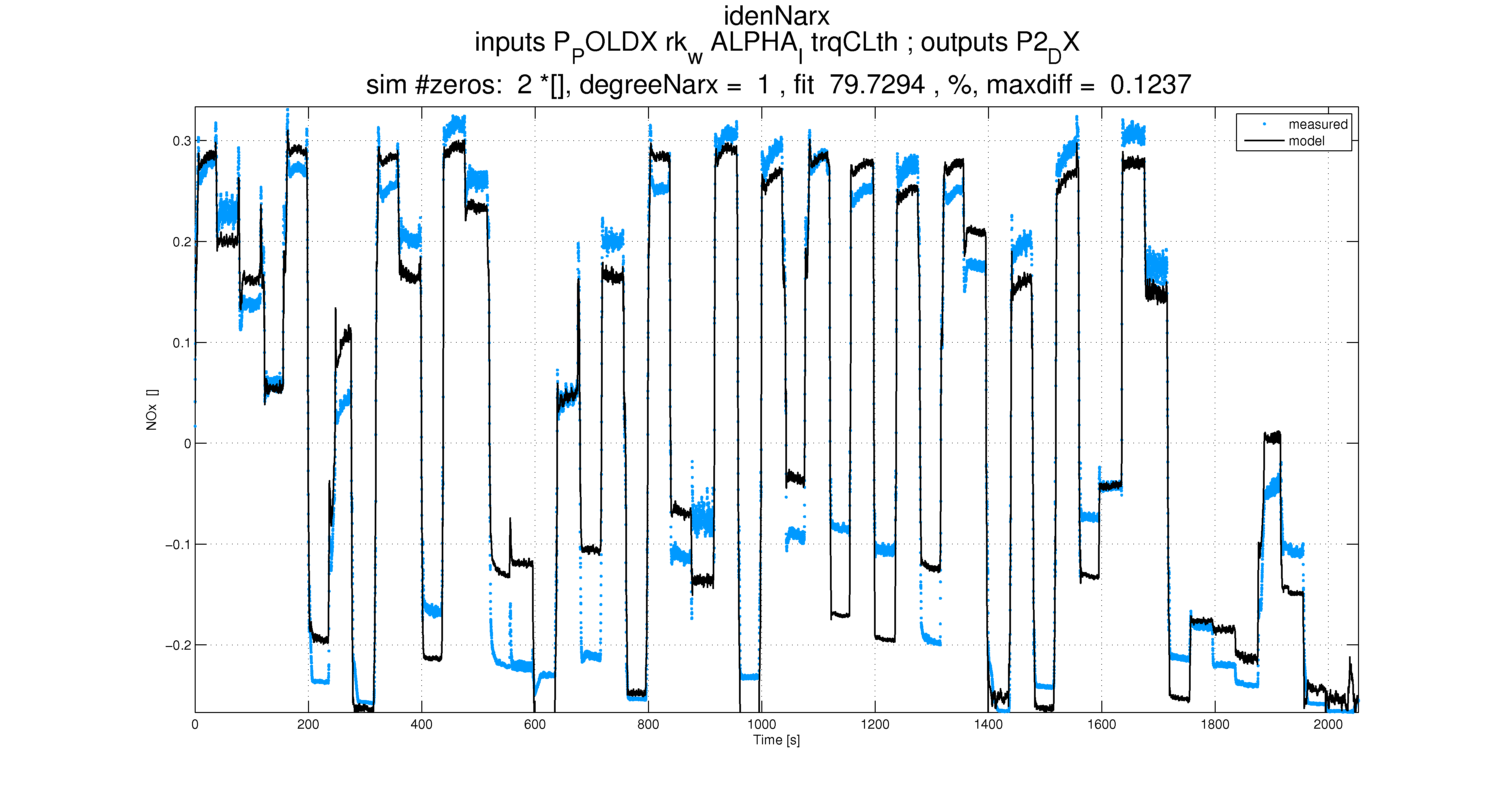 idenNarx
inputs P_POLDX rk_w ALPHA_I trqCLth ; outputs P2_DX
sim #zeros:  2 *[], degreeNarx =  1 , fit  79.7294 , %, maxdiff =  0.1237
measured
model
0.3
0.2
0.1
0
−0.1
−0.2
NOx  []
0 200 400 600 800 1000 1200 1400 1600 1800 2000
Time [s]